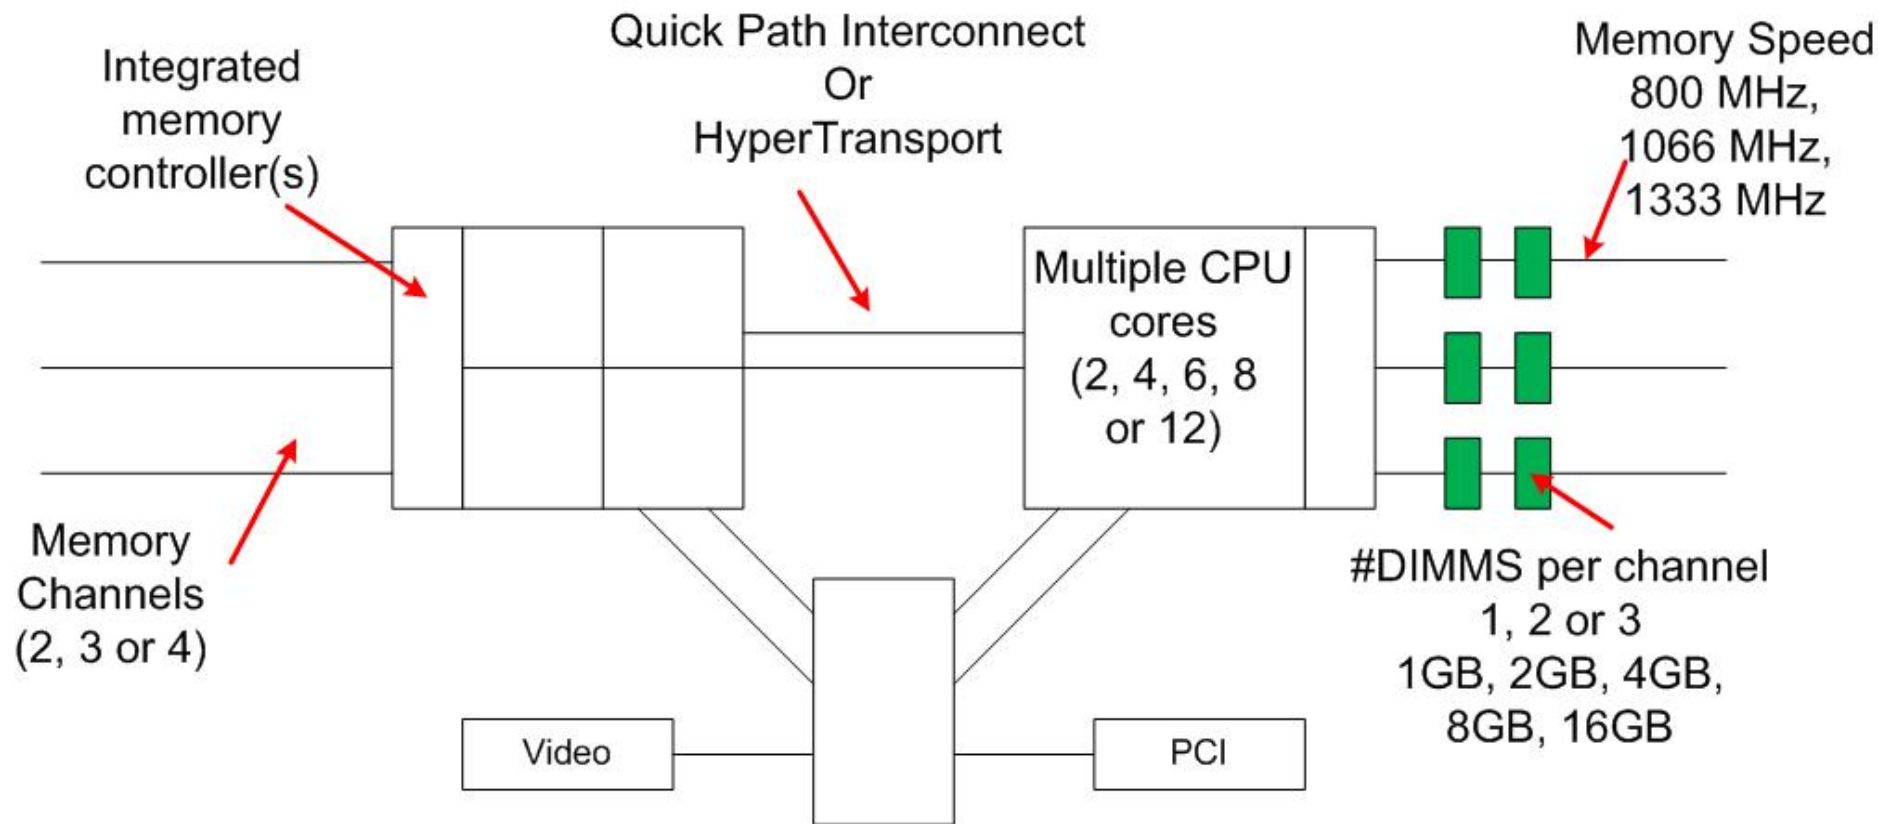 Integrated
memory
controller(s)
Quick Path Interconnect
Or
HyperTransport
Memory Speed
800 MHz,
1066 MHz,
1333 MHz
Multiple CPU
cores
(2, 4, 6, 8
or 12)
Memory
Channels
(2, 3 or 4)
#DIMMS per channel
1, 2 or 3
1GB, 2GB, 4GB,
8GB, 16GB
Video
PCI